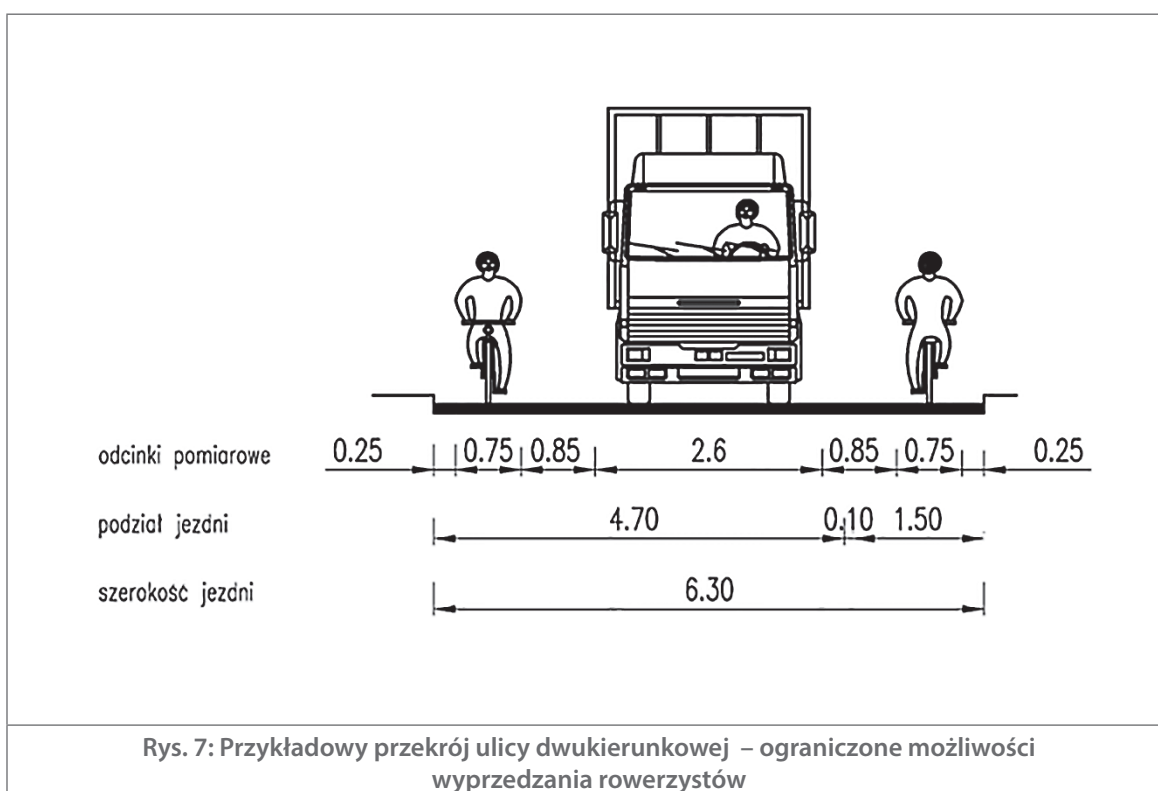 odcinki pomiarowe 0.25 0.75 0.85 2.6 0.85 0.75 0.25
podział jezdni 4.70 0.10 1.50
szerokość jezdni 6.30
Rys. 7: Przykładowy przekrój ulicy dwukierunkowej – ograniczone możliwości
wyprzedzania rowerzystów